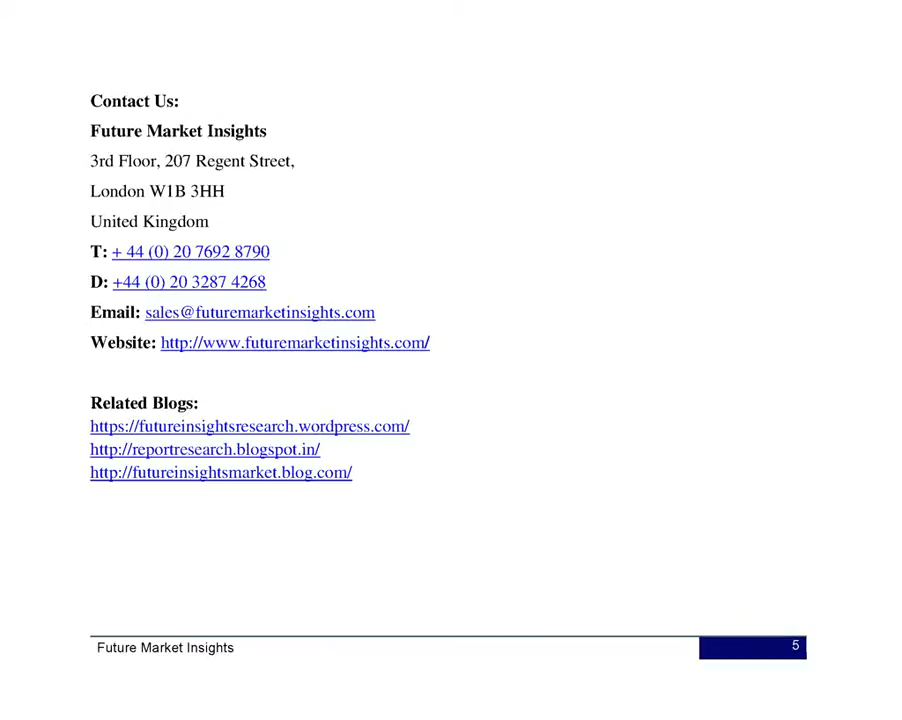 Contact Us:
Future Market Insights
3rd Floor, 207 Regent Street,
London W1B 3HH
United Kingdom
T: + 44 (0) 20 7692 8790
D: +44 (0) 20 3287 4268
Email: sales@futuremarketinsights.com
Website: http://www.futuremarketinsights.com/
Related Blogs:
https://futureinsightsresearch.wordpress.com/
http://reportresearch.blogspot.in/
http://futureinsightsmarket.blog.com/
Future Market Insights 5